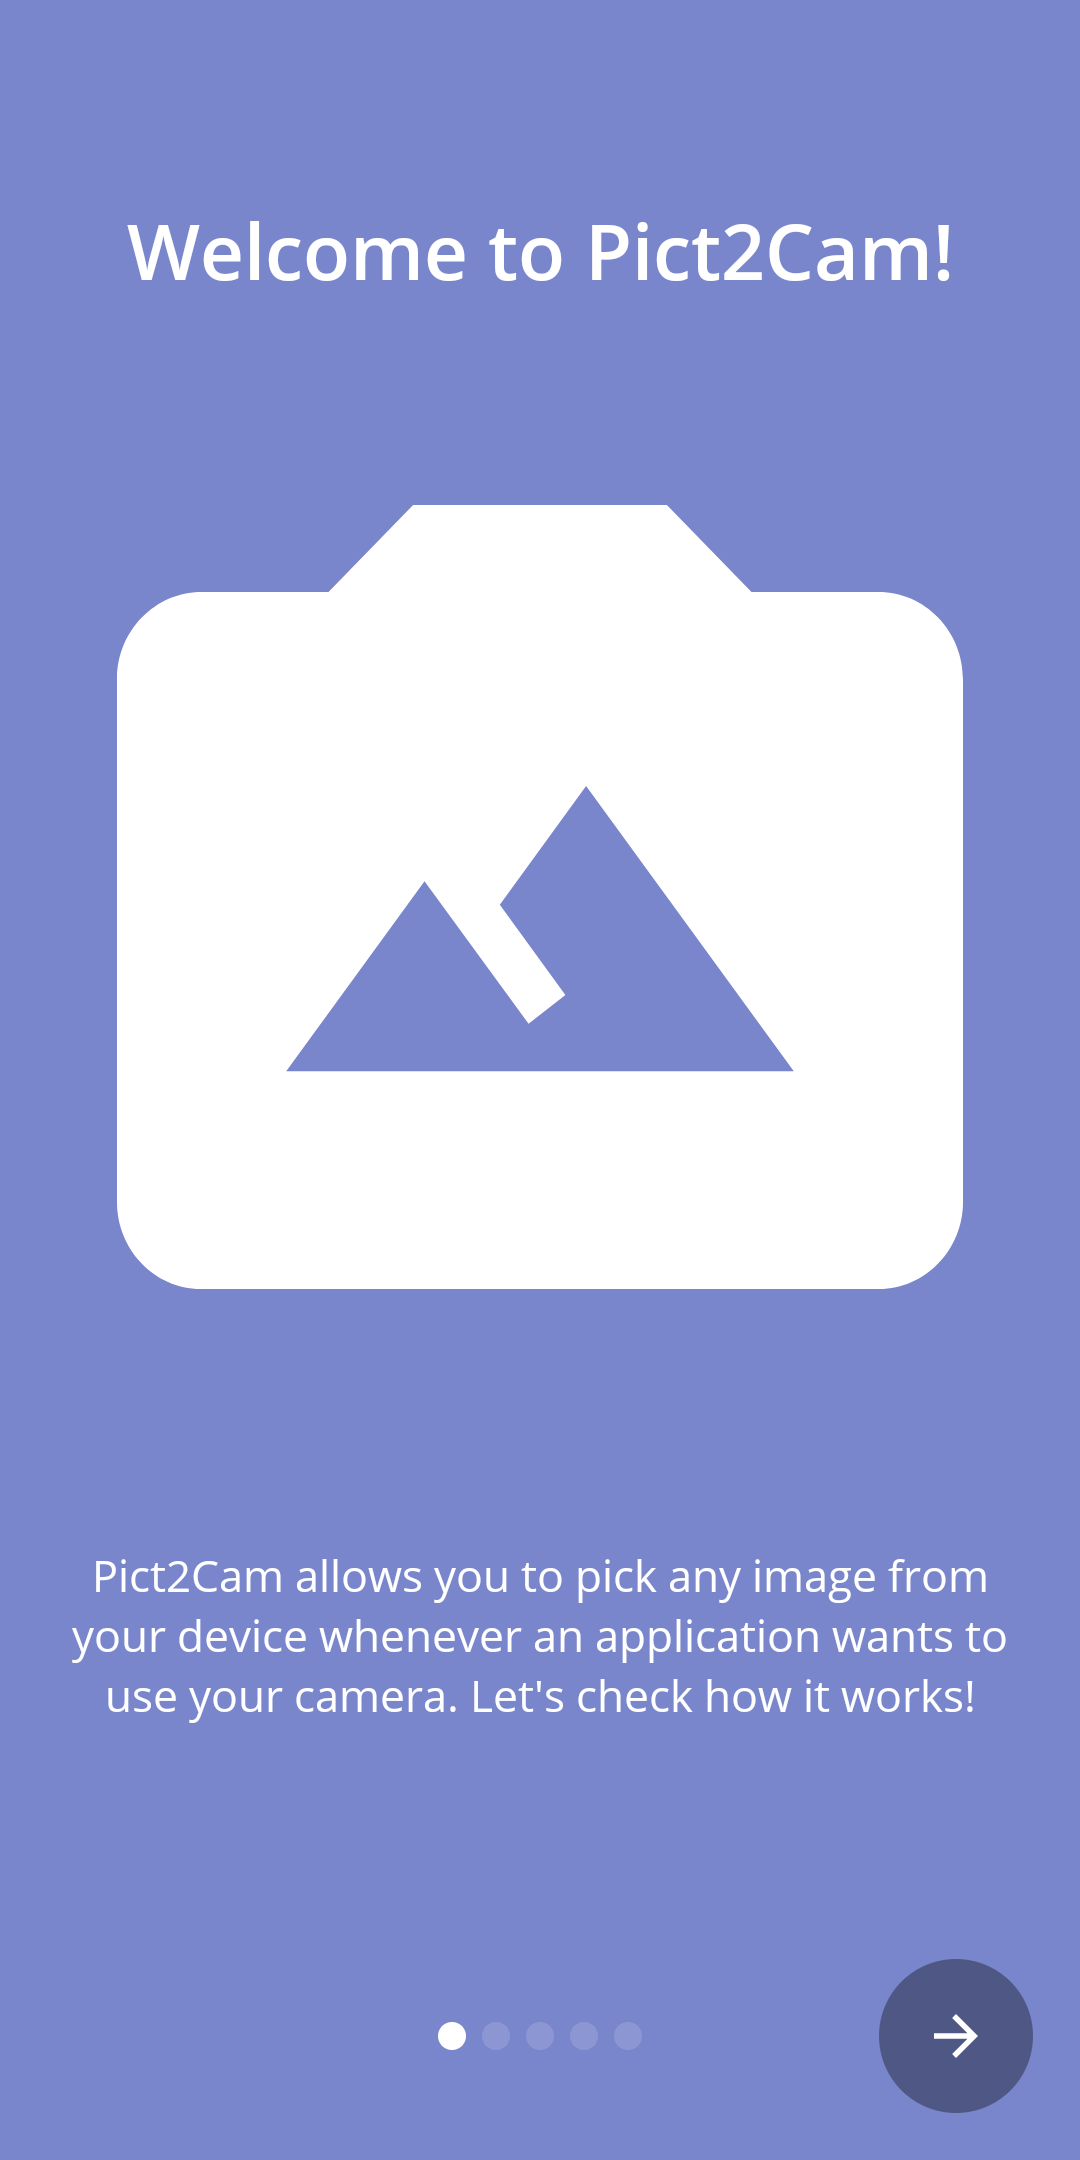 Welcome to Pict2Cam!
Pict2Cam allows you to pick any image from
your device whenever an application wants to
use your camera. Let's check how it works!